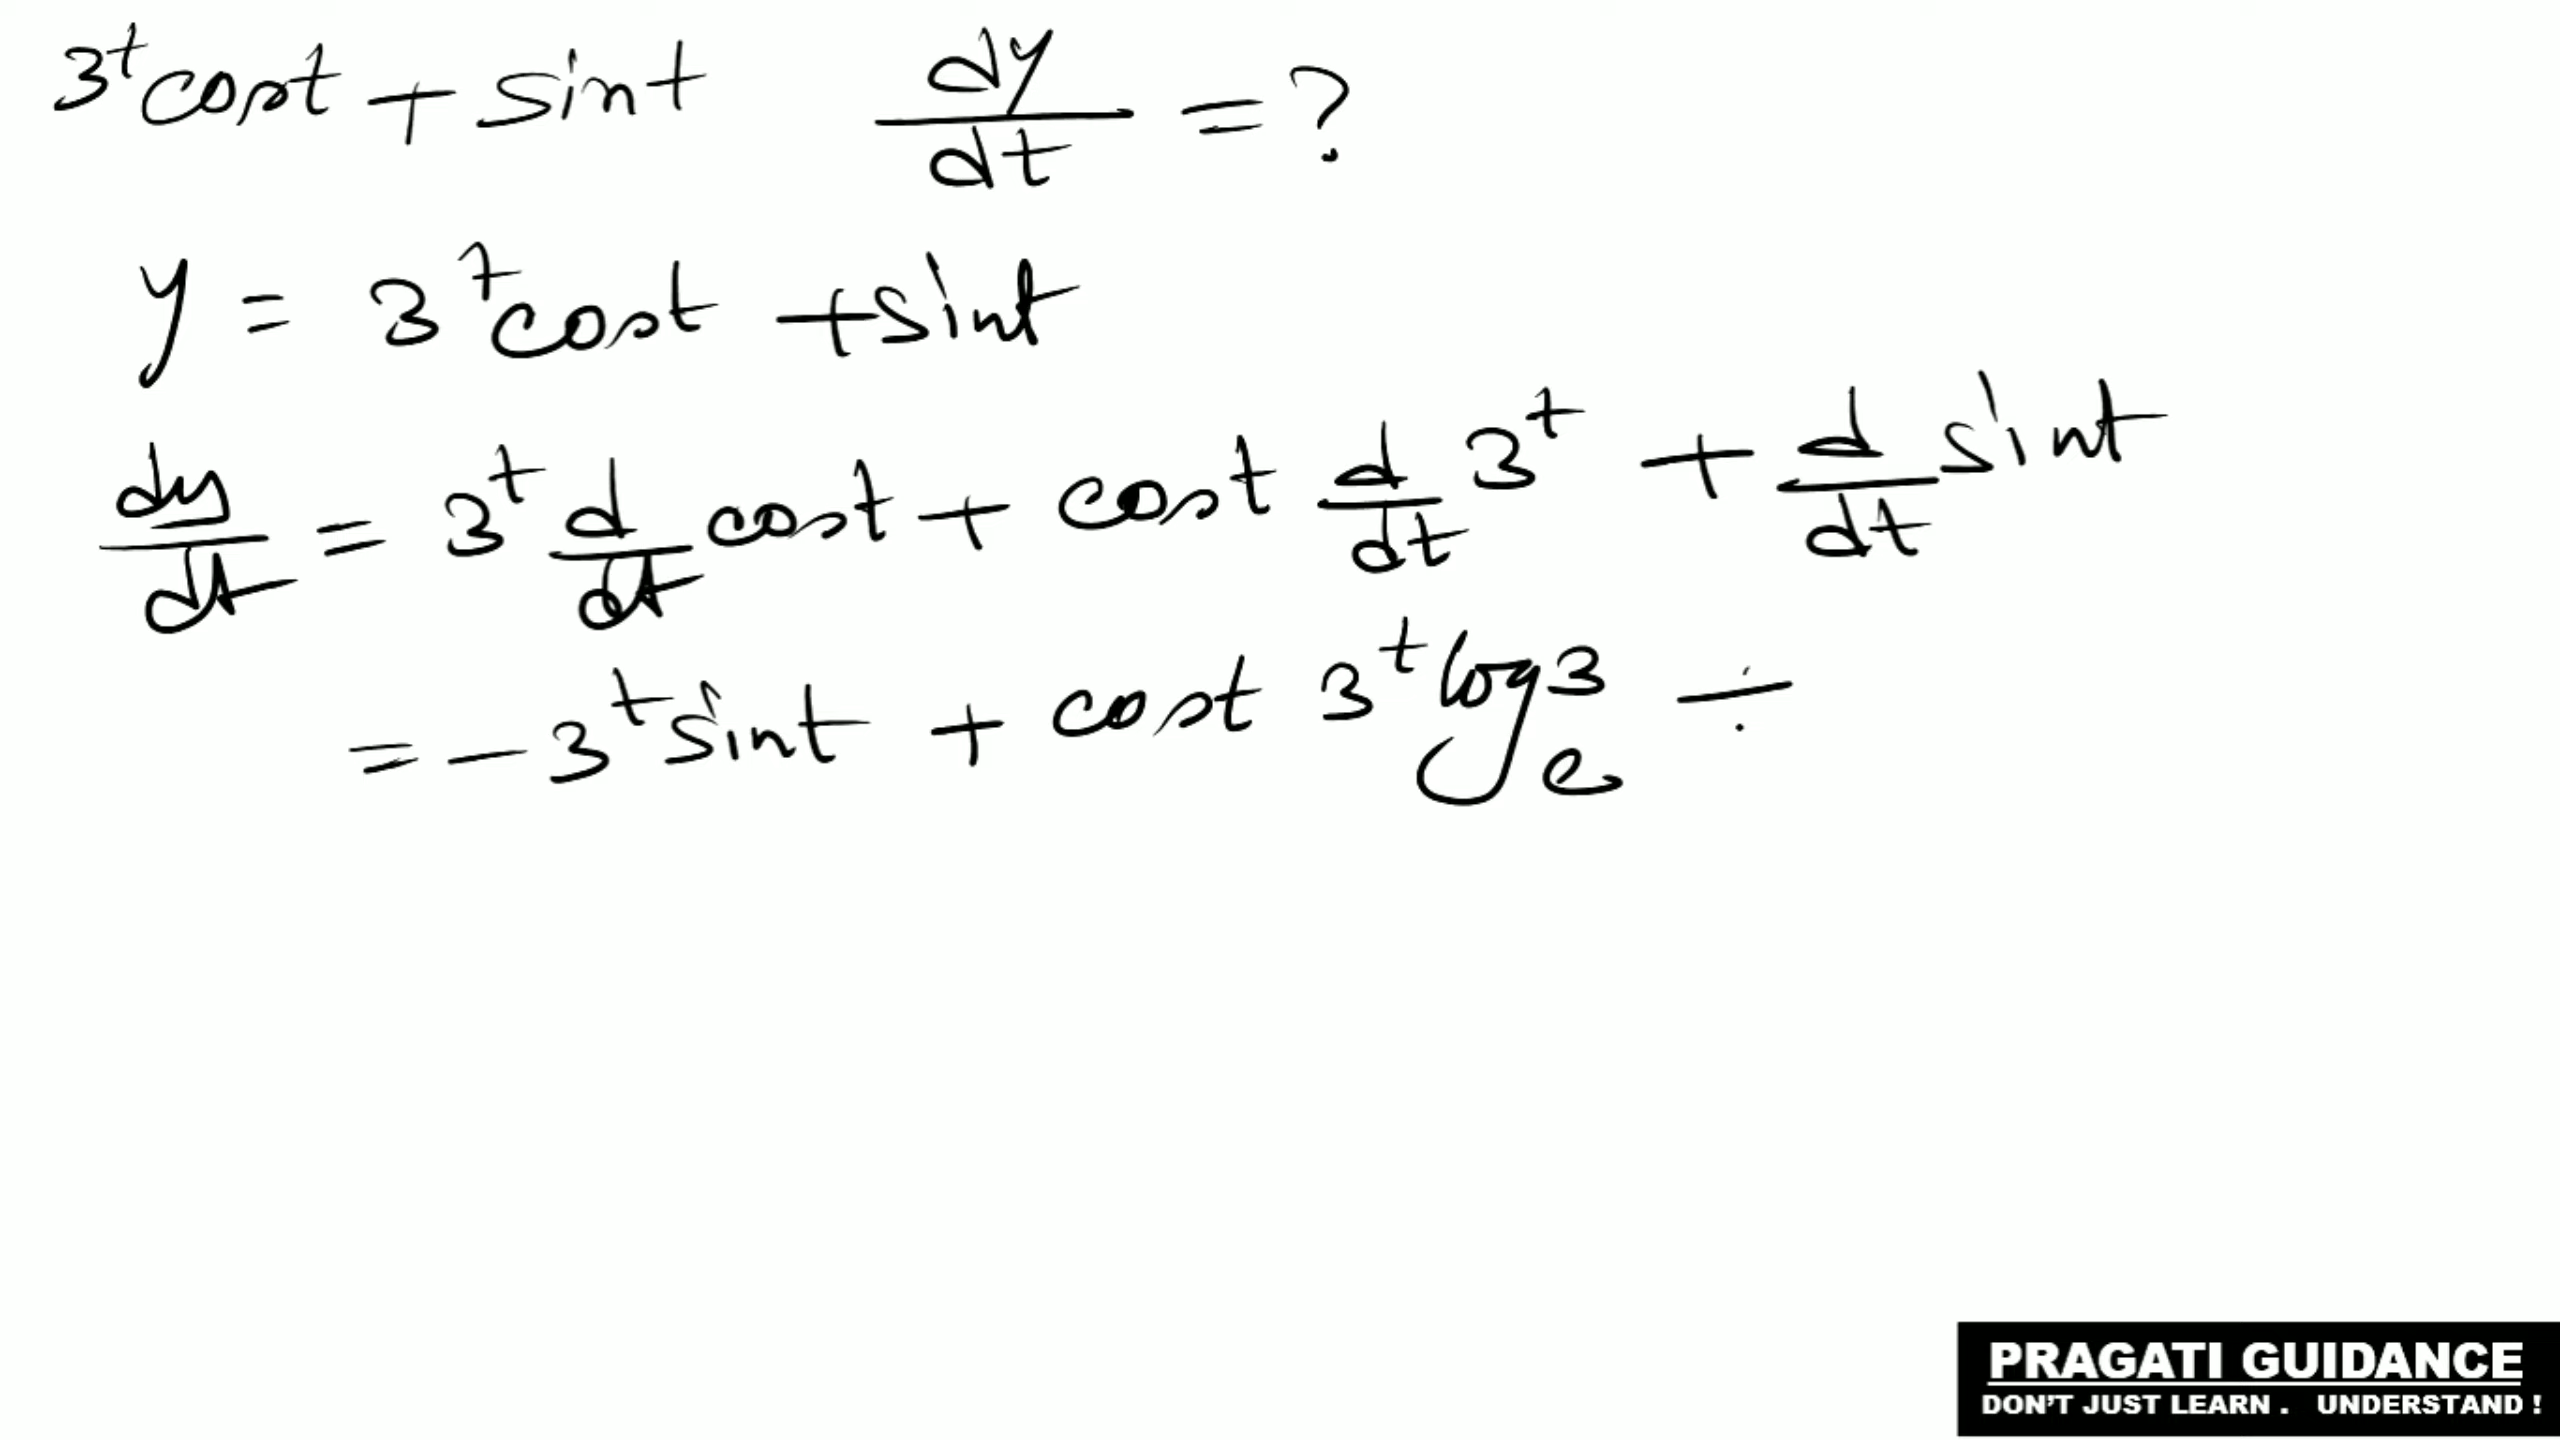 3^t cost + sint dy/dt = ?
y = 3^t cost + sint
dy/dt = 3^t d/dt cost + cost d/dt 3^t + d/dt sint
= - 3^t sint + cost 3^t log_e 3 ÷
PRAGATI GUIDANCE
DON'T JUST LEARN . UNDERSTAND !